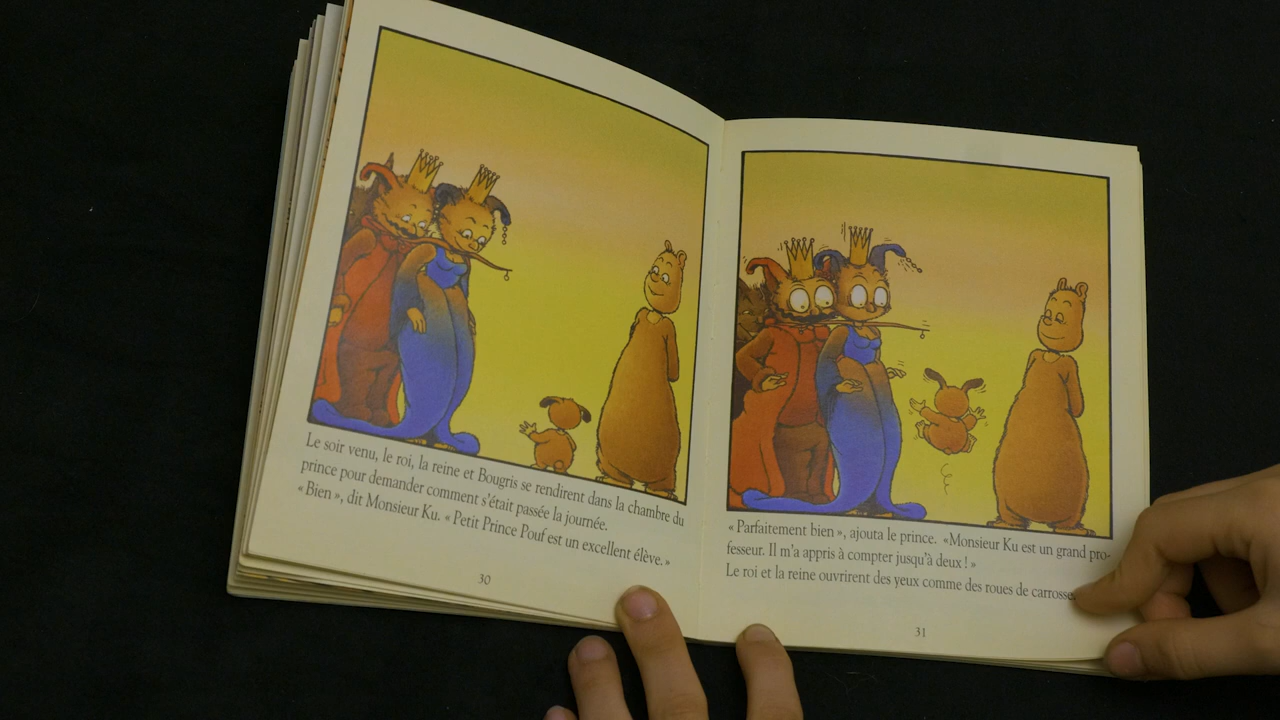 Le soir venu, le roi, la reine et Bougris se rendirent dans la chambre du
prince pour demander comment s'était passée la journée.
« Bien », dit Monsieur Ku. « Petit Prince Pouf est un excellent élève. »
30
« Parfaitement bien », ajouta le prince. «Monsieur Ku est un grand pro-
fesseur. Il m'a appris à compter jusqu'à deux ! »
Le roi et la reine ouvrirent des yeux comme des roues de carrosse.
31